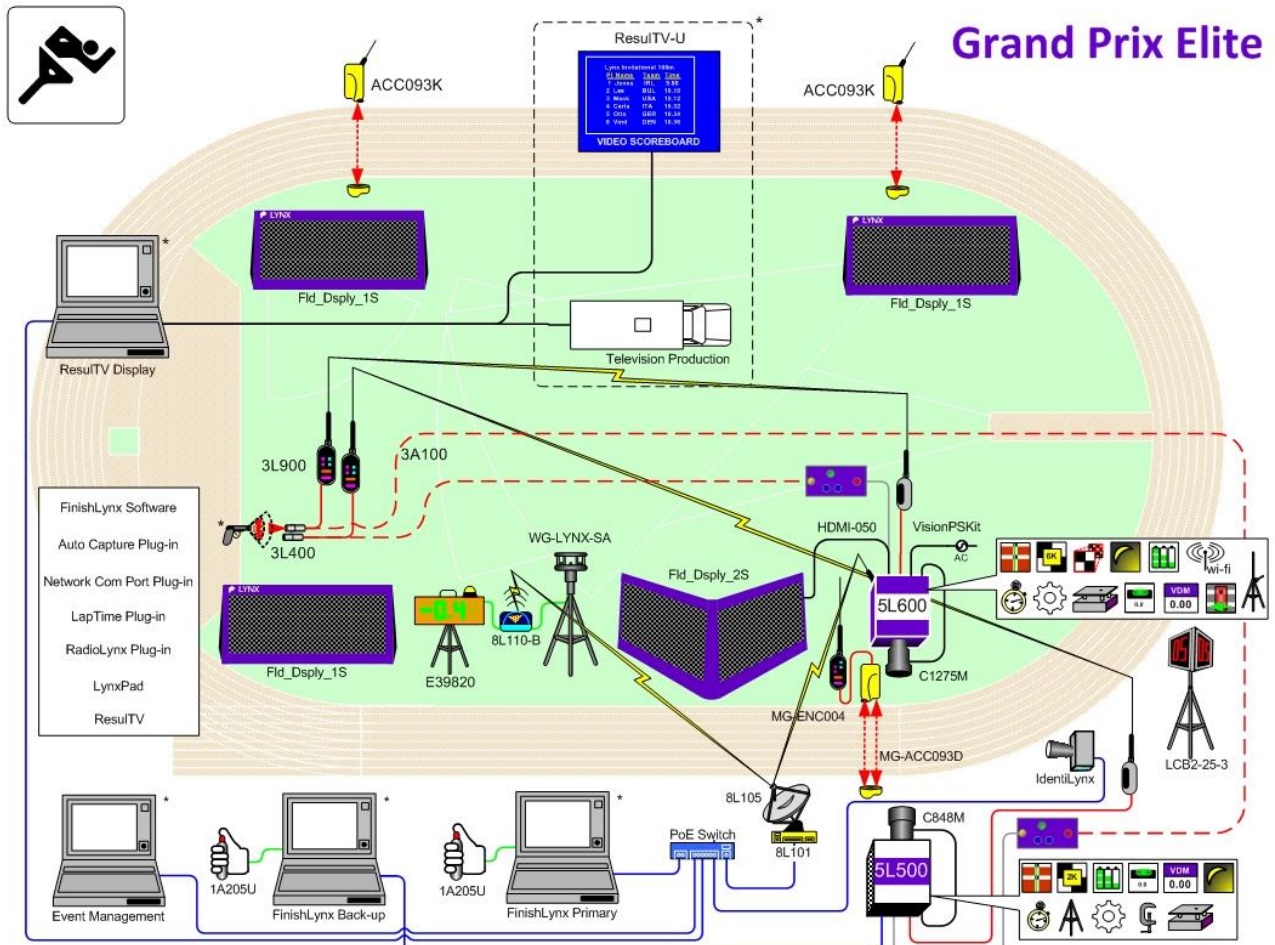 Grand Prix Elite
ResulTV-U
*
Lynx Invitational 100m
Pl Name Team Time
1 Jones IRL 9.98
2 Lee BUL 10.10
3 Mack USA 10.12
4 Carle ITA 10.32
5 Otto GER 10.34
6 Vond DEN 10.36
VIDEO SCOREBOARD
ACC093K
ACC093K
LYNX
Fld_Dsply_1S
LYNX
Fld_Dsply_1S
*
ResulTV Display
Television Production
3L900
3A100
*
3L400
FinishLynx Software
Auto Capture Plug-in
Network Com Port Plug-in
LapTime Plug-in
RadioLynx Plug-in
LynxPad
ResulTV
LYNX
Fld_Dsply_1S
-0.4
E39820
8L110-B
WG-LYNX-SA
Fld_Dsply_2S
HDMI-050
VisionPSKit
AC
5L600
C1275M
6K
wi-fi
0.0
VDM
0.00
MG-ENC004
MG-ACC093D
IdentiLynx
LCB2-25-3
*
Event Management
*
1A205U
FinishLynx Back-up
*
1A205U
FinishLynx Primary
PoE Switch
8L105
8L101
C848M
5L500
2K
0.0
VDM
0.00